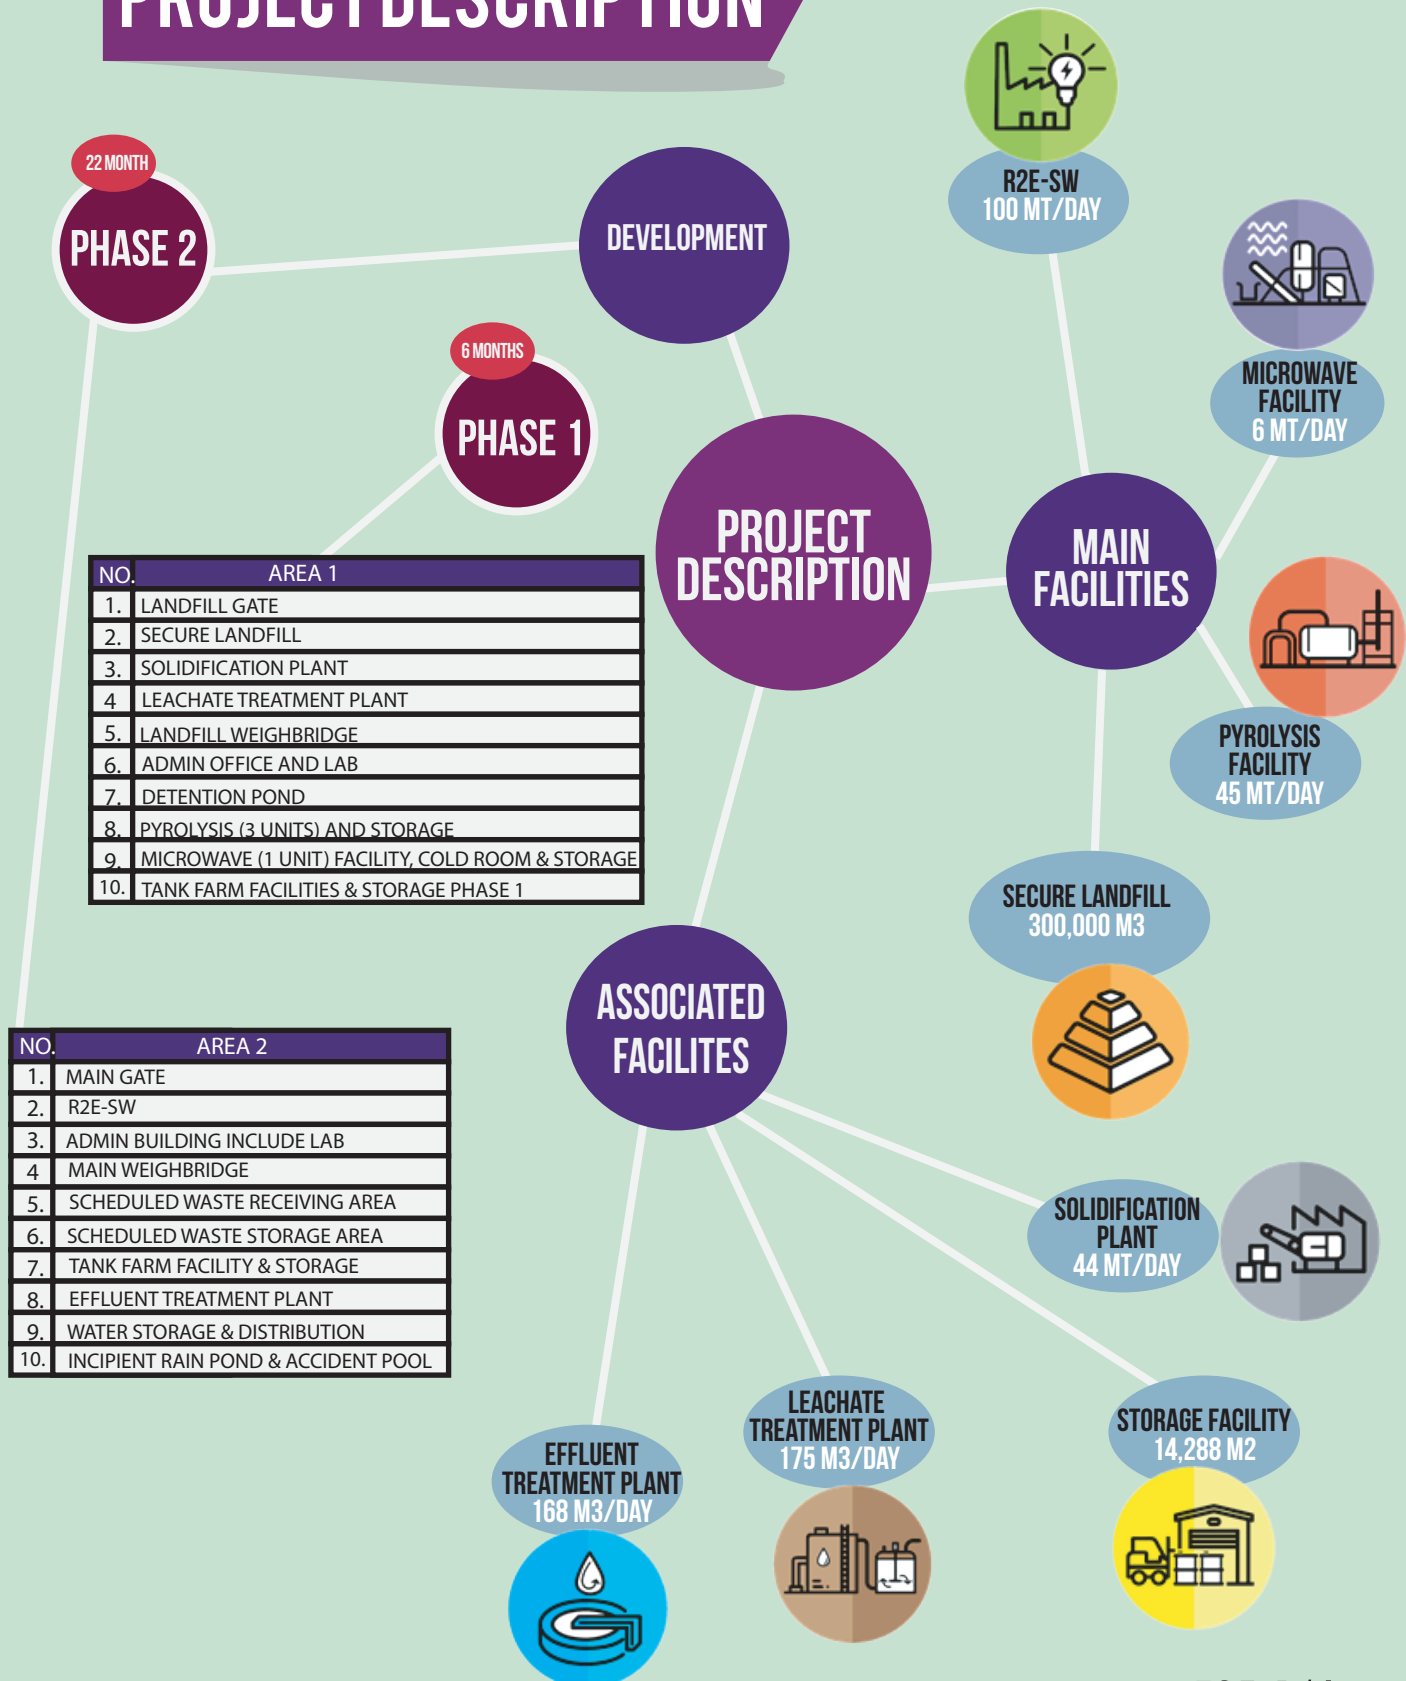 PROJECT DESCRIPTION
22 MONTH
PHASE 2
DEVELOPMENT
6 MONTHS
PHASE 1
PROJECT
DESCRIPTION
R2E-SW
100 MT/DAY
MICROWAVE
FACILITY
6 MT/DAY
MAIN
FACILITIES
PYROLYSIS
FACILITY
45 MT/DAY
SECURE LANDFILL
300,000 M3
NO. AREA 1
1. LANDFILL GATE
2. SECURE LANDFILL
3. SOLIDIFICATION PLANT
4 LEACHATE TREATMENT PLANT
5. LANDFILL WEIGHBRIDGE
6. ADMIN OFFICE AND LAB
7. DETENTION POND
8. PYROLYSIS (3 UNITS) AND STORAGE
9. MICROWAVE (1 UNIT) FACILITY, COLD ROOM & STORAGE
10. TANK FARM FACILITIES & STORAGE PHASE 1
ASSOCIATED
FACILITES
NO. AREA 2
1. MAIN GATE
2. R2E-SW
3. ADMIN BUILDING INCLUDE LAB
4 MAIN WEIGHBRIDGE
5. SCHEDULED WASTE RECEIVING AREA
6. SCHEDULED WASTE STORAGE AREA
7. TANK FARM FACILITY & STORAGE
8. EFFLUENT TREATMENT PLANT
9. WATER STORAGE & DISTRIBUTION
10. INCIPIENT RAIN POND & ACCIDENT POOL
SOLIDIFICATION
PLANT
44 MT/DAY
STORAGE FACILITY
14,288 M2
LEACHATE
TREATMENT PLANT
175 M3/DAY
EFFLUENT
TREATMENT PLANT
168 M3/DAY